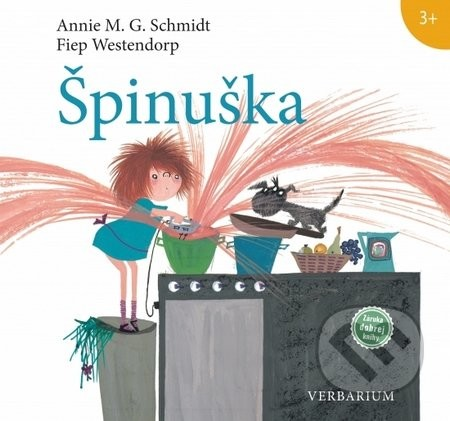 Annie M. G. Schmidt
Fiep Westendorp
3+
Špinuška
Záruka
dobrej
knihy
VERBARIUM